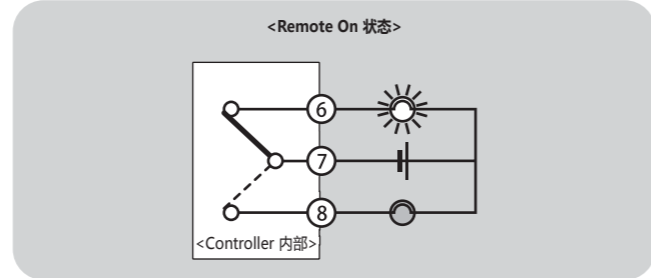 <Remote On 状态>
⑥
⑦
⑧
<Controller 内部>